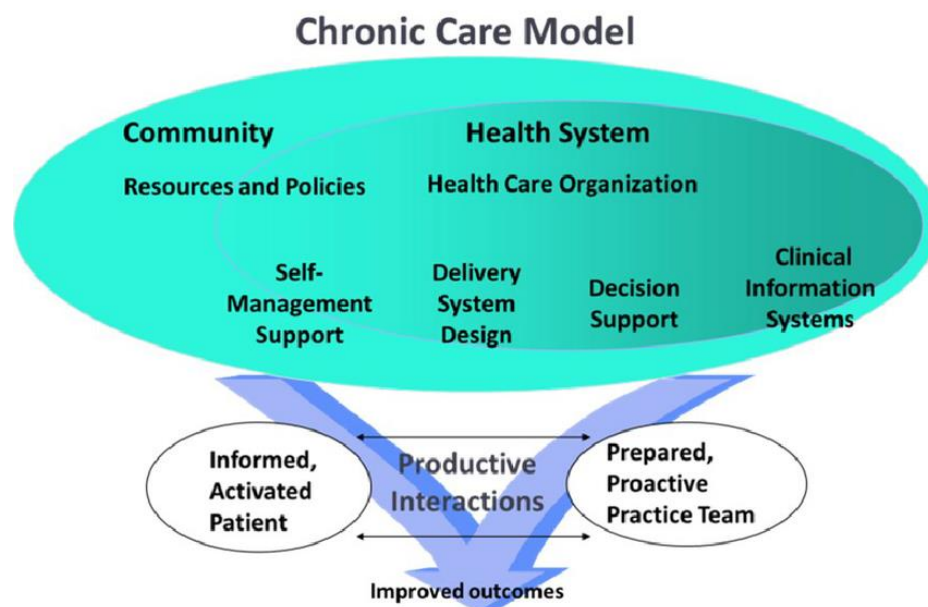 Chronic Care Model
Community
Health System
Resources and Policies
Health Care Organization
Self-
Management
Support
Delivery
System
Design
Decision
Support
Clinical
Information
Systems
Informed,
Activated
Patient
Productive
Interactions
Prepared,
Proactive
Practice Team
Improved outcomes